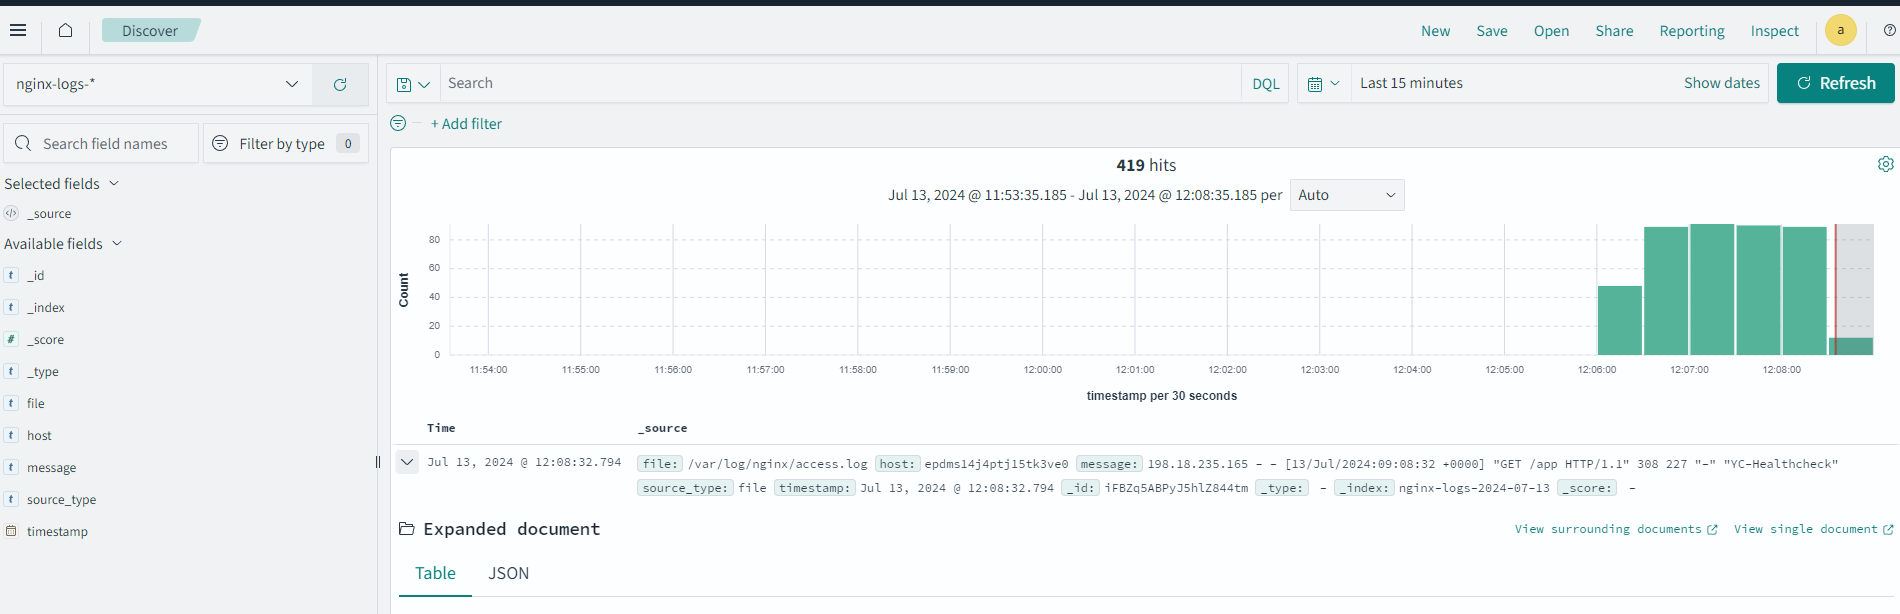 Discover
New Save Open Share Reporting Inspect a
nginx-logs-*
Search DQL
Last 15 minutes Show dates
Refresh
+ Add filter
Search field names
Filter by type 0
Selected fields
_source
Available fields
t _id
t _index
# _score
t _type
t file
t host
t message
t source_type
timestamp
419 hits
Jul 13, 2024 @ 11:53:35.185 - Jul 13, 2024 @ 12:08:35.185 per Auto
Count
80
60
40
20
0
11:54:00 11:55:00 11:56:00 11:57:00 11:58:00 11:59:00 12:00:00 12:01:00 12:02:00 12:03:00 12:04:00 12:05:00 12:06:00 12:07:00 12:08:00
timestamp per 30 seconds
Time _source
Jul 13, 2024 @ 12:08:32.794 file: /var/log/nginx/access.log host: epdms14j4ptj15tk3ve0 message: 198.18.235.165 - - [13/Jul/2024:09:08:32 +0000] "GET /app HTTP/1.1" 308 227 "-" "YC-Healthcheck"
source_type: file timestamp: Jul 13, 2024 @ 12:08:32.794 _id: iFBZq5ABPyJ5hlZ844tm _type: - _index: nginx-logs-2024-07-13 _score: -
Expanded document
View surrounding documents View single document
Table JSON